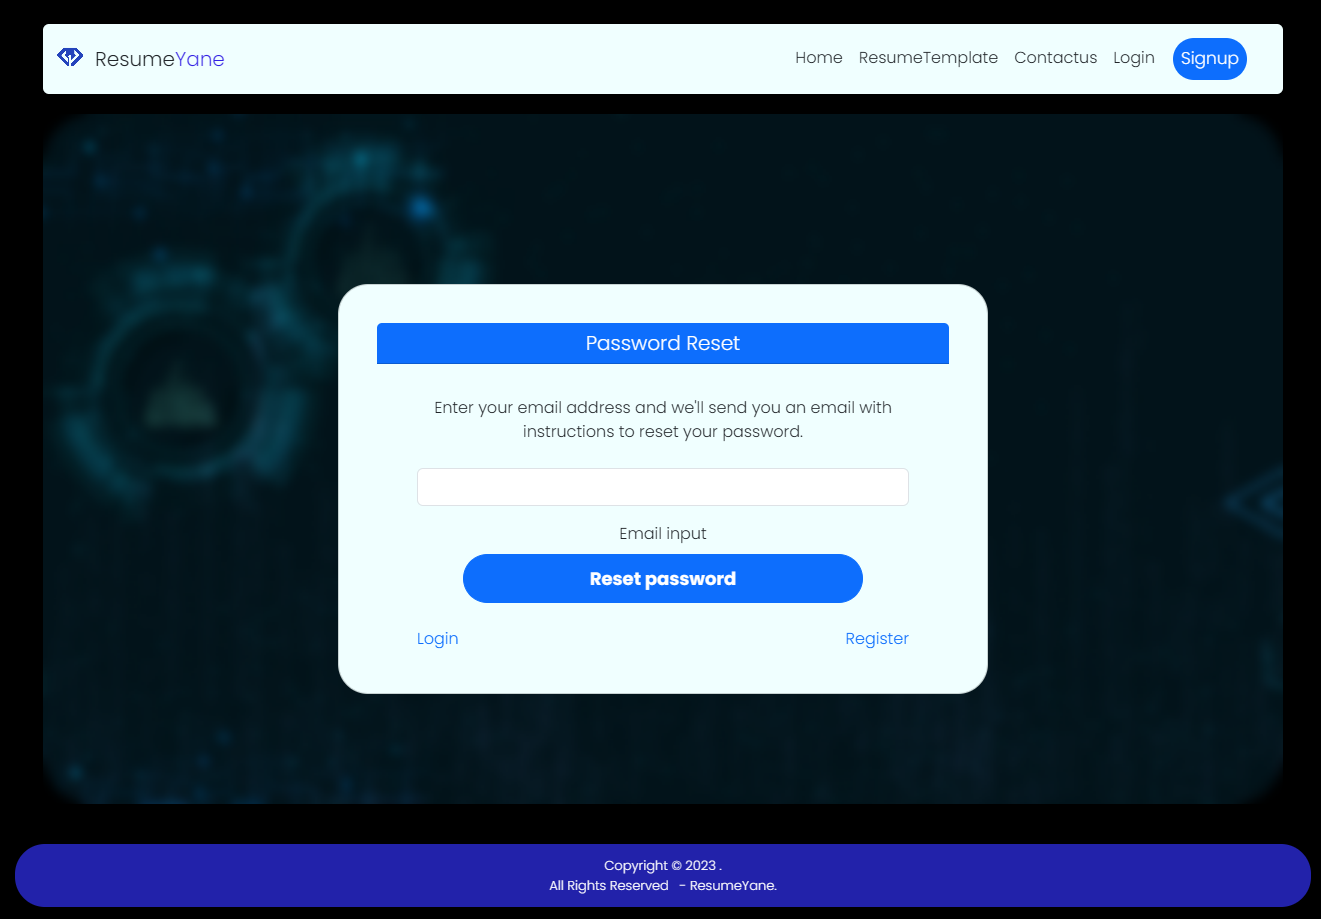 ResumeYane
Home ResumeTemplate Contactus Login Signup
Password Reset
Enter your email address and we'll send you an email with
instructions to reset your password.
Email input
Reset password
Login Register
Copyright © 2023 .
All Rights Reserved - ResumeYane.